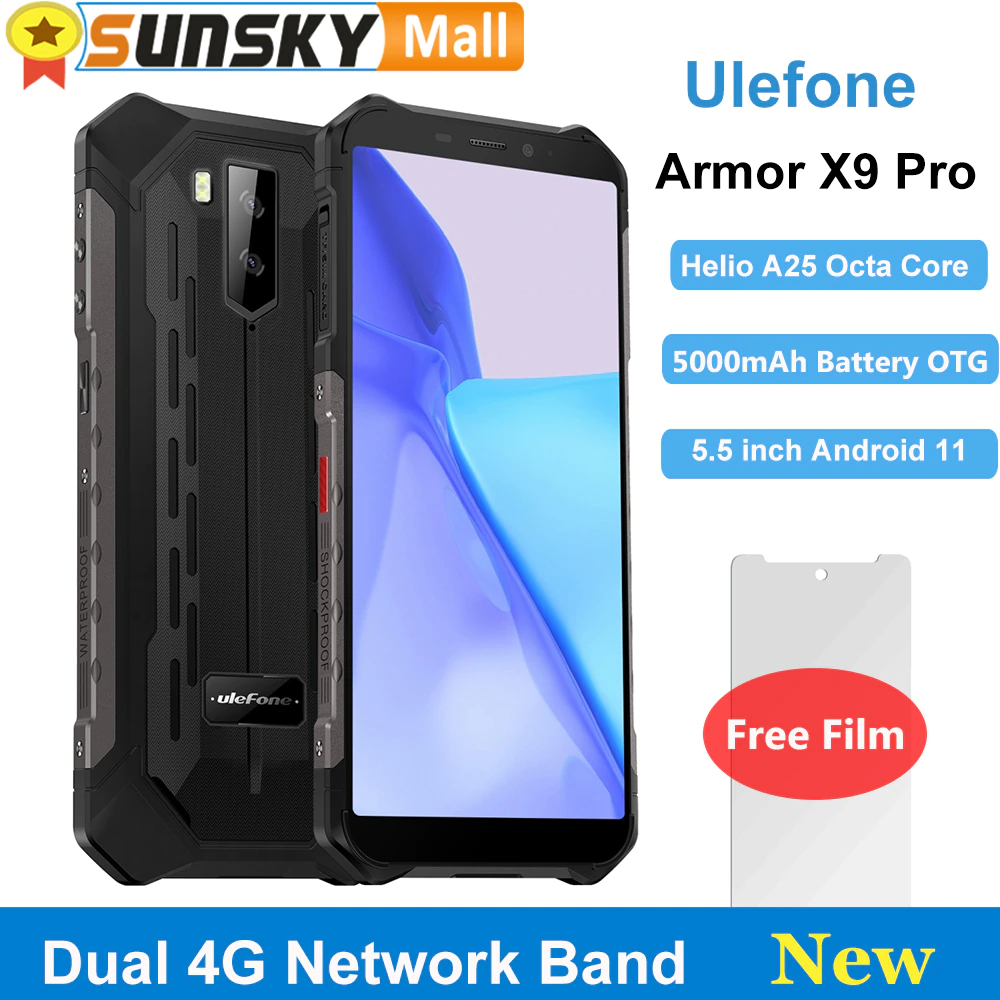 SUNSKY Mall
Ulefone
Armor X9 Pro
Helio A25 Octa Core
5000mAh Battery OTG
5.5 inch Android 11
WATERPROOF
SHOCKPROOF
uleFone
Free Film
Dual 4G Network Band New